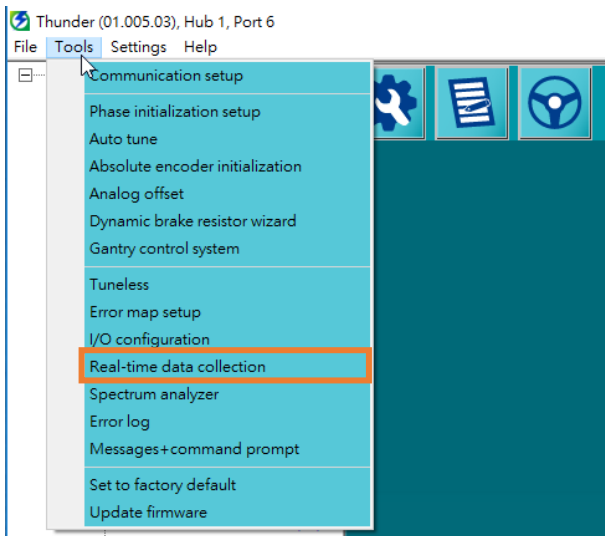 Thunder (01.005.03), Hub 1, Port 6
File Tools Settings Help
Communication setup
Phase initialization setup
Auto tune
Absolute encoder initialization
Analog offset
Dynamic brake resistor wizard
Gantry control system
Tuneless
Error map setup
I/O configuration
Real-time data collection
Spectrum analyzer
Error log
Messages+command prompt
Set to factory default
Update firmware